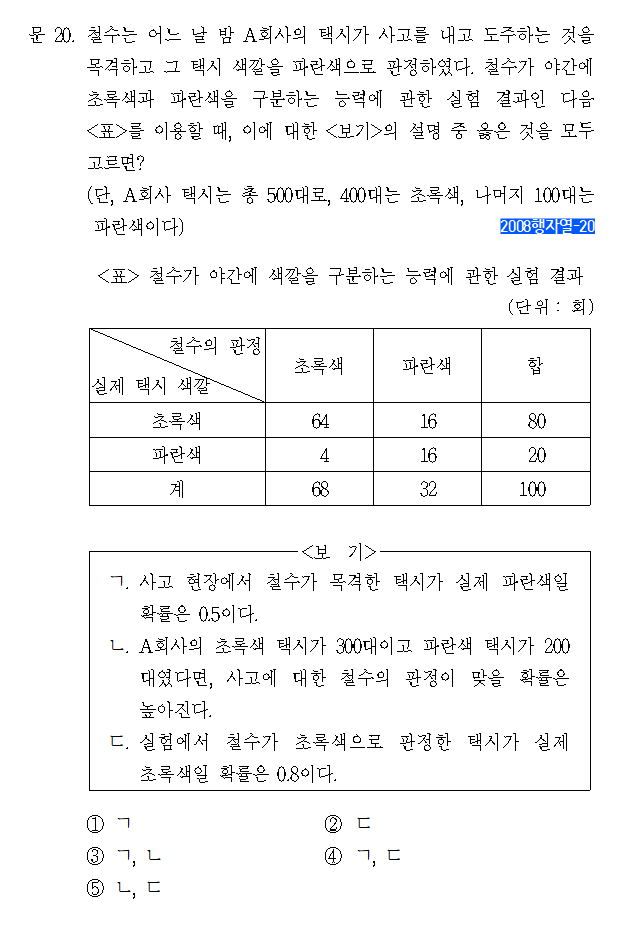 문 20. 철수는 어느 날 밤 A회사의 택시가 사고를 내고 도주하는 것을
목격하고 그 택시 색깔을 파란색으로 판정하였다. 철수가 야간에
초록색과 파란색을 구분하는 능력에 관한 실험 결과인 다음
<표>를 이용할 때, 이에 대한 <보기>의 설명 중 옳은 것을 모두
고르면?
(단, A회사 택시는 총 500대로, 400대는 초록색, 나머지 100대는
파란색이다)
2008행자열-20
<표> 철수가 야간에 색깔을 구분하는 능력에 관한 실험 결과
(단위 : 회)
철수의 판정
실제 택시 색깔
초록색 파란색 합
초록색 64 16 80
파란색 4 16 20
계 68 32 100
<보 기>
ㄱ. 사고 현장에서 철수가 목격한 택시가 실제 파란색일
확률은 0.5이다.
ㄴ. A회사의 초록색 택시가 300대이고 파란색 택시가 200
대였다면, 사고에 대한 철수의 판정이 맞을 확률은
높아진다.
ㄷ. 실험에서 철수가 초록색으로 판정한 택시가 실제
초록색일 확률은 0.8이다.
① ㄱ ② ㄷ
③ ㄱ, ㄴ ④ ㄱ, ㄷ
⑤ ㄴ, ㄷ